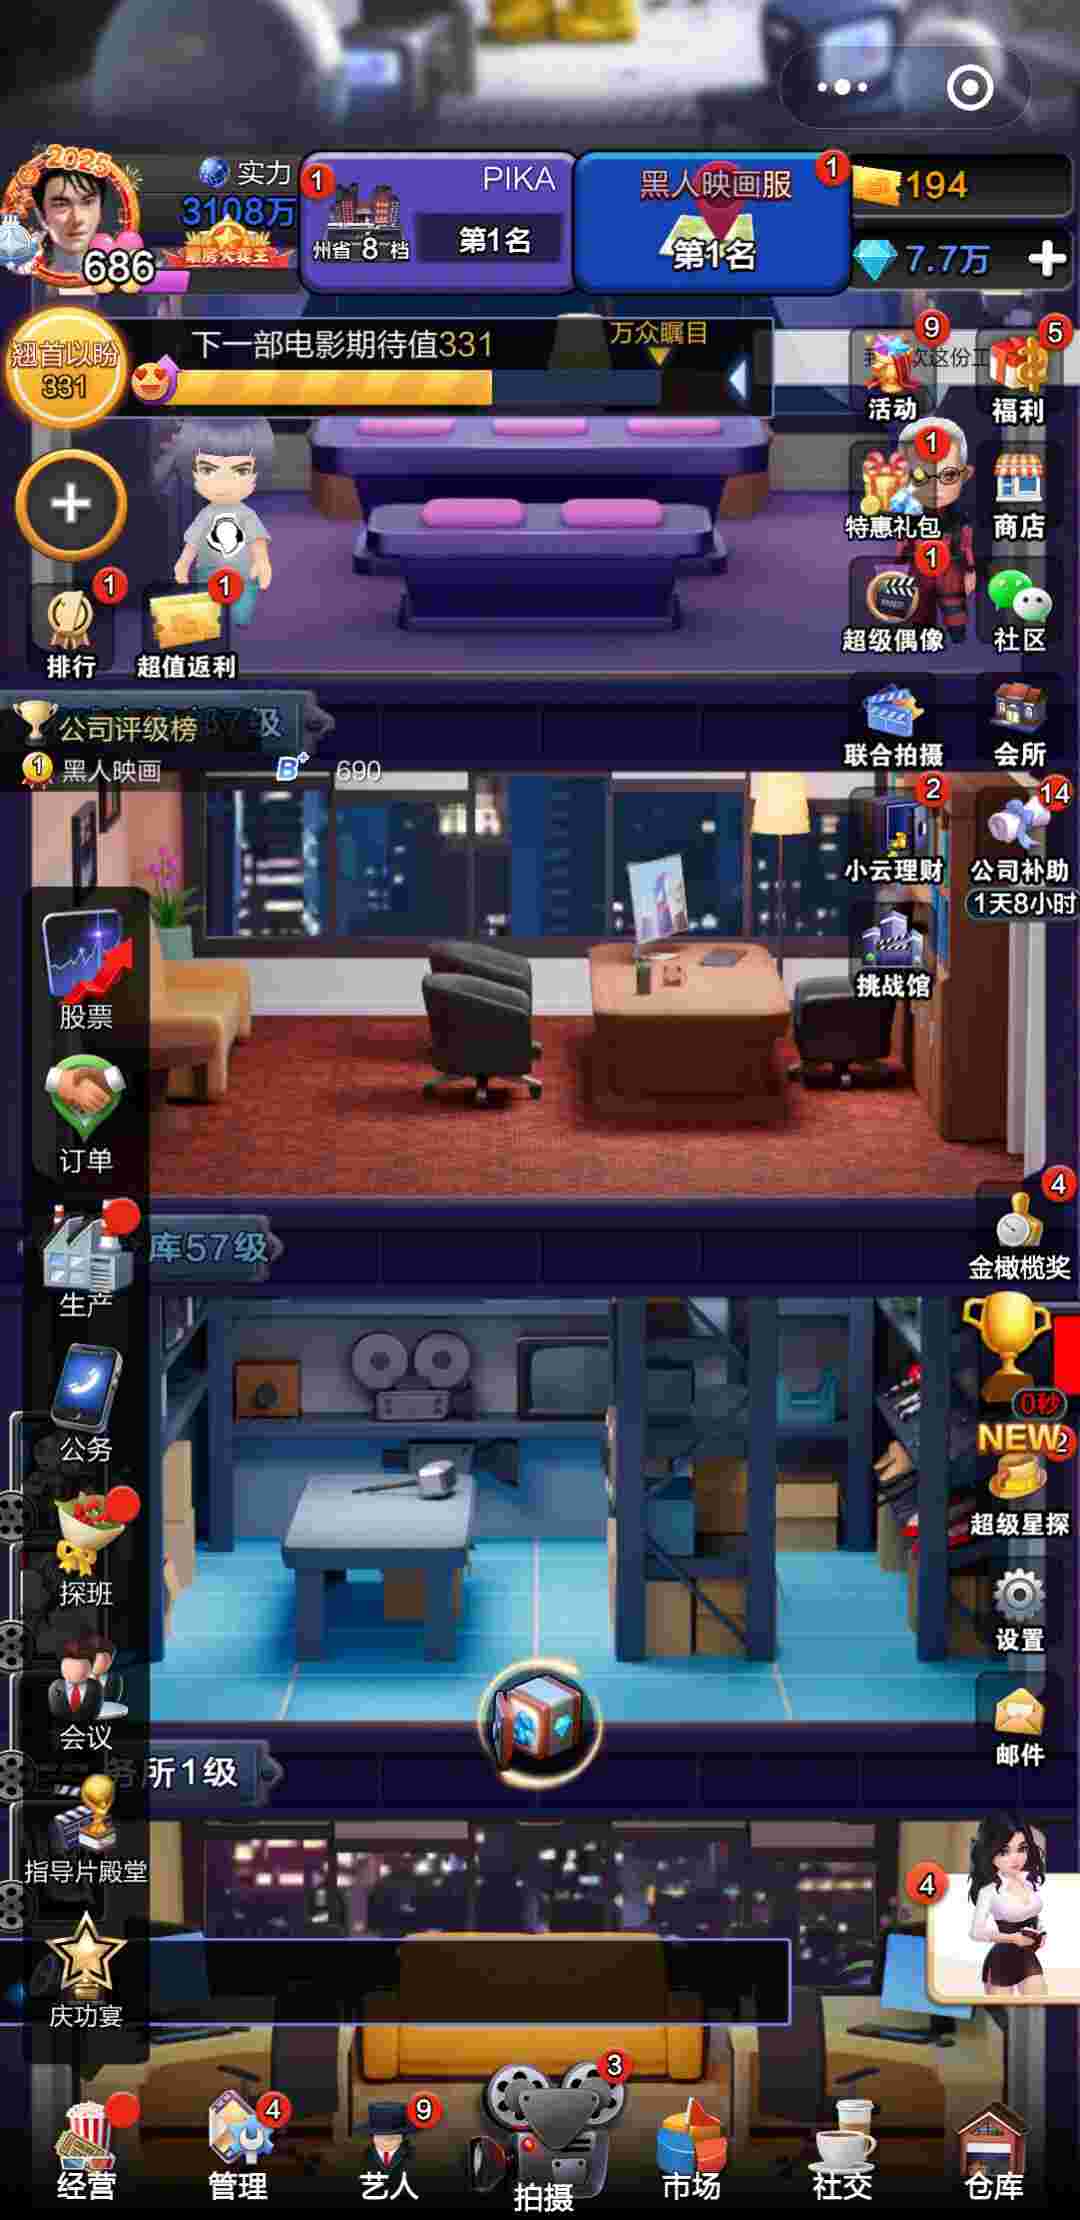 2025
686
实力
3108万
票房大卖王
1
PIKA
州省 8 档
第1名
黑人映画服
1
第1名
194
7.7万
翘首以盼
331
下一部电影期待值331
万众瞩目
次这份工
9
活动
5
福利
1
特惠礼包
商店
1
超级偶像
社区
1
排行
1
超值返利
联合拍摄
会所
公司评级榜
7级
1
黑人映画
B+
690
2
小云理财
14
公司补助
1天8小时
挑战馆
股票
订单
生产
库57级
4
金橄榄奖
0秒
NEW
2
超级星探
公务
探班
设置
会议
邮件
务所1级
指导片殿堂
庆功宴
4
经营
4
管理
9
艺人
3
拍摄
市场
社交
仓库